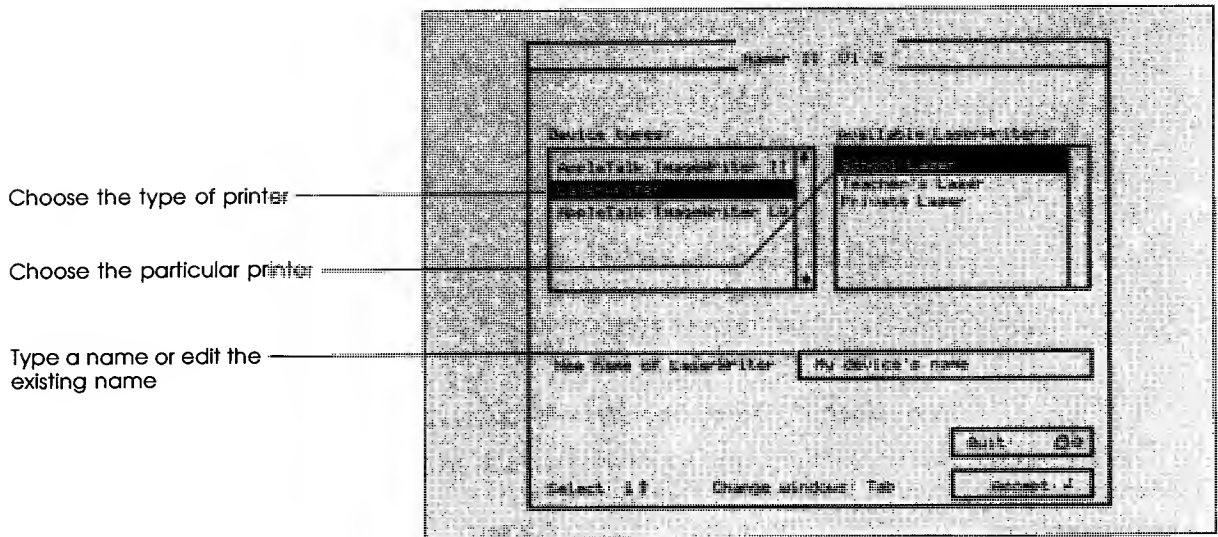 Namer II V1.2
Device types
Available LaserWriters
AppleTalk ImageWriter II
LaserWriter
AppleTalk ImageWriter LQ
School Laser
Teacher's Laser
Private Laser
Choose the type of printer
Choose the particular printer
Type a name or edit the
existing name
New name of LaserWriter
My device's name
Quit
Select:
Change window: Tab
Accept: